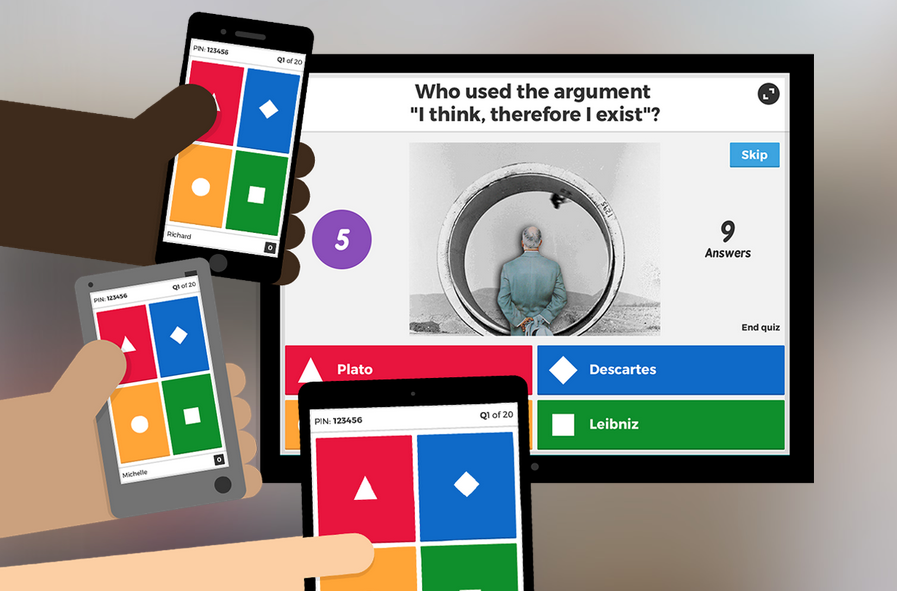 PIN: 123456
Q1 of 20
Richard
0
PIN: 123456
Q1 of 20
Michelle
0
PIN: 123456
Q1 of 20
Who used the argument
"I think, therefore I exist"?
Skip
5
9
Answers
End quiz
Plato
Descartes
Leibniz